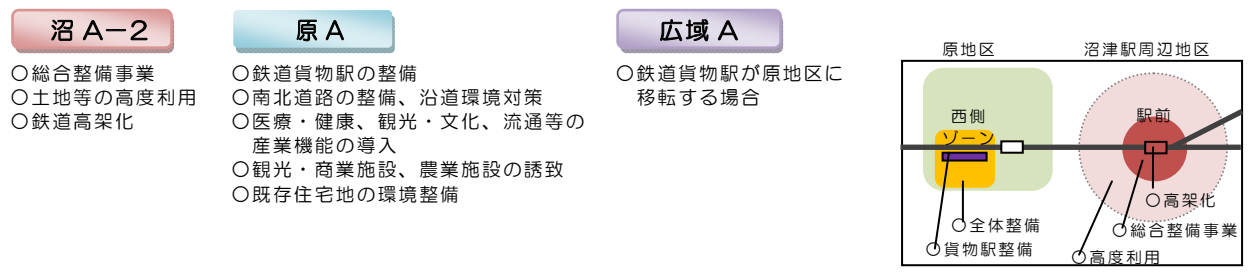 沼 A－2
○総合整備事業
○土地等の高度利用
○鉄道高架化
原 A
○鉄道貨物駅の整備
○南北道路の整備、沿道環境対策
○医療・健康、観光・文化、流通等の
産業機能の導入
○観光・商業施設、農業施設の誘致
○既存住宅地の環境整備
広域 A
○鉄道貨物駅が原地区に
移転する場合
原地区
沼津駅周辺地区
西側
ゾーン
駅前
○高架化
○全体整備
○総合整備事業
○貨物駅整備
○高度利用